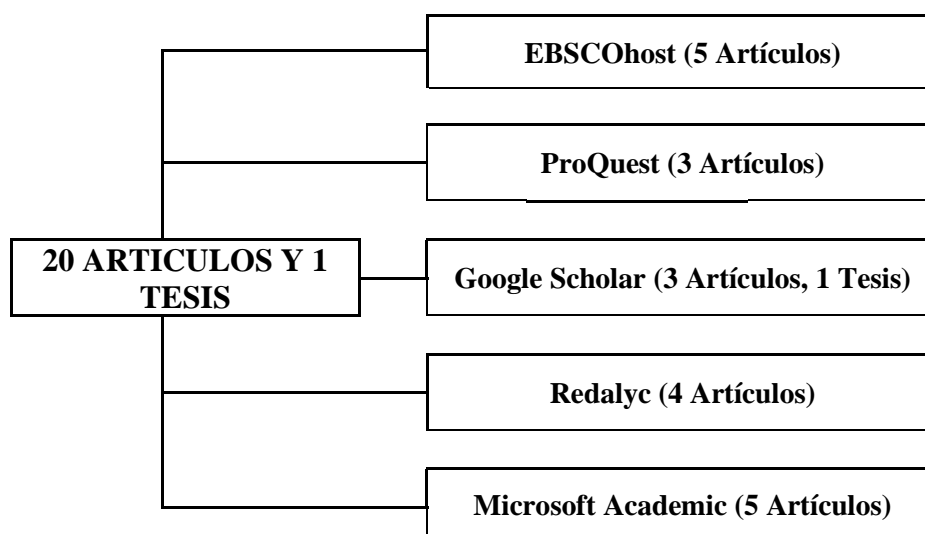 EBSCOhost (5 Artículos)
ProQuest (3 Artículos)
20 ARTICULOS Y 1
TESIS
Google Scholar (3 Artículos, 1 Tesis)
Redalyc (4 Artículos)
Microsoft Academic (5 Artículos)